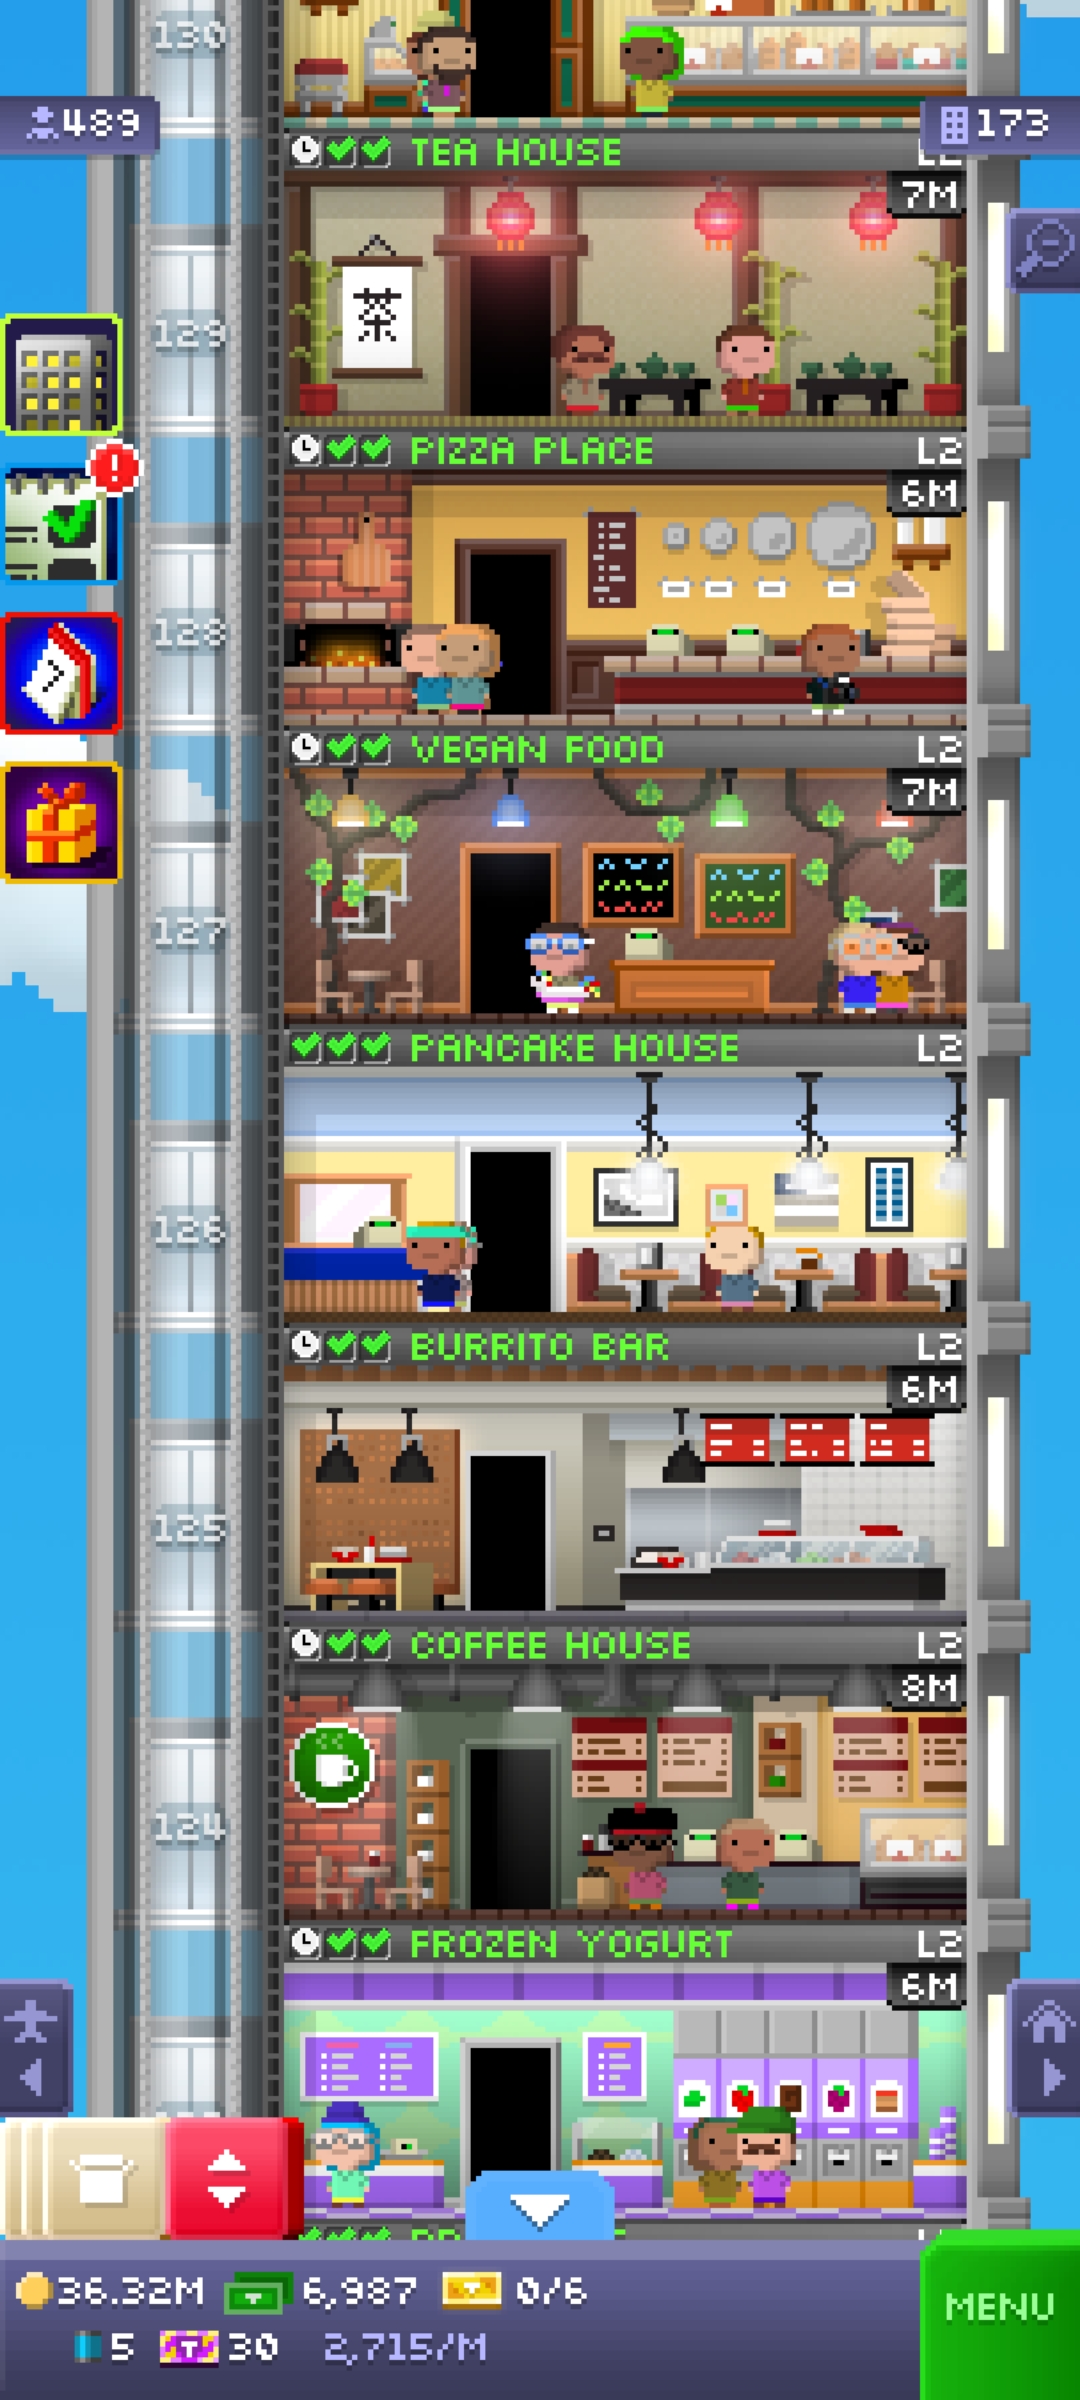 130
489
173
TEA HOUSE L2
7M
茶
129
PIZZA PLACE L2
6M
128
VEGAN FOOD L2
7M
127
PANCAKE HOUSE L2
126
BURRITO BAR L2
6M
125
COFFEE HOUSE L2
8M
124
FROZEN YOGURT L2
6M
36.32M 6,987 0/6
MENU
5 T 30 2,715/M